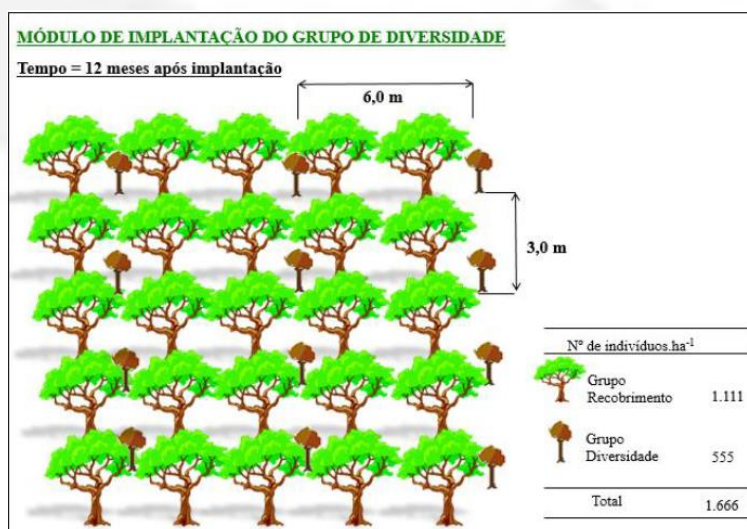 MÓDULO DE IMPLANTAÇÃO DO GRUPO DE DIVERSIDADE
Tempo = 12 meses após implantação
6,0 m
3,0 m
Nº de indivíduos.ha⁻¹
Grupo
Recobrimento 1.111
Grupo
Diversidade 555
Total 1.666